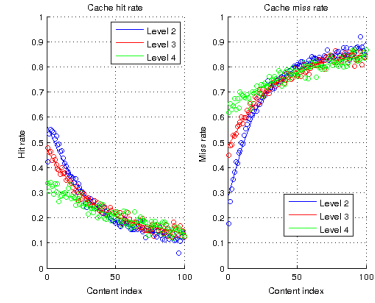 Cache hit rate
1
0.9
0.8
0.7
0.6
0.5
0.4
0.3
0.2
0.1
0
Hit rate
Level 2
Level 3
Level 4
0
50
100
Content index
Cache miss rate
1
0.9
0.8
0.7
0.6
0.5
0.4
0.3
0.2
0.1
0
Miss rate
Level 2
Level 3
Level 4
0
50
100
Content index